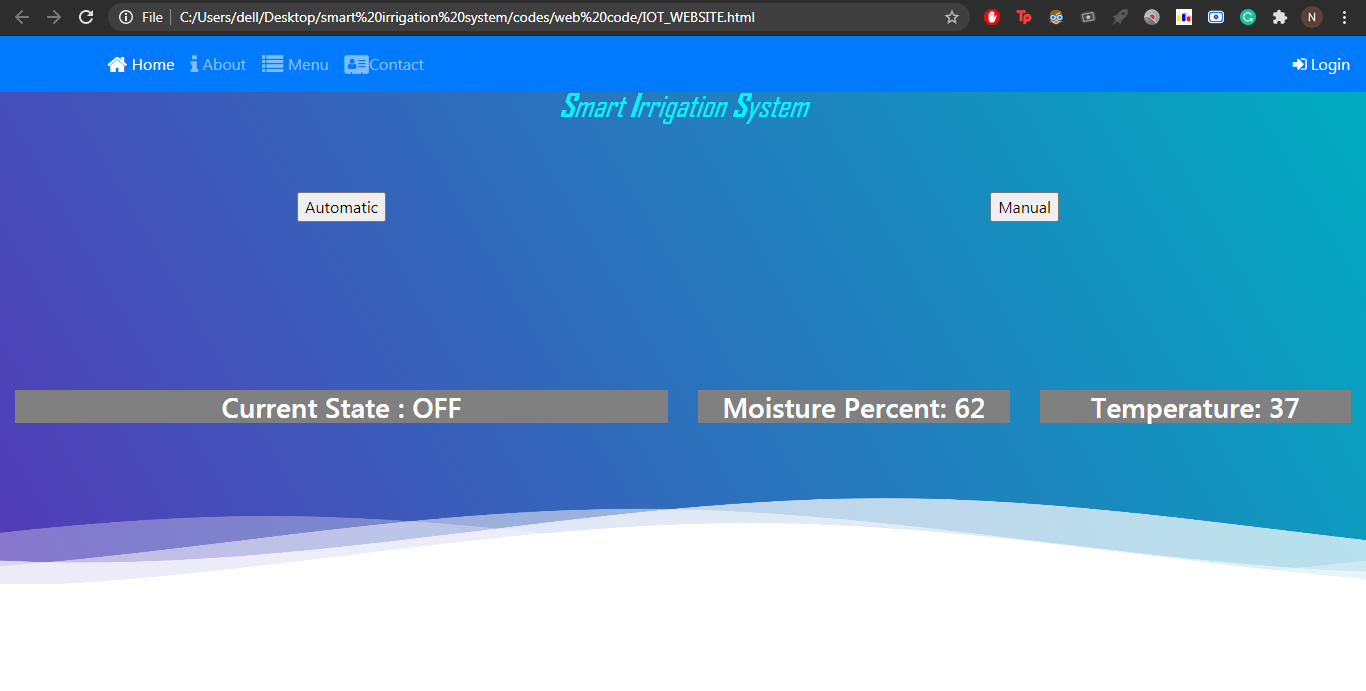 File C:/Users/dell/Desktop/smart%20irrigation%20system/codes/web%20code/IOT_WEBSITE.html Tp G N
Home About Menu Contact Login
Smart Irrigation System
Automatic Manual
Current State : OFF Moisture Percent: 62 Temperature: 37